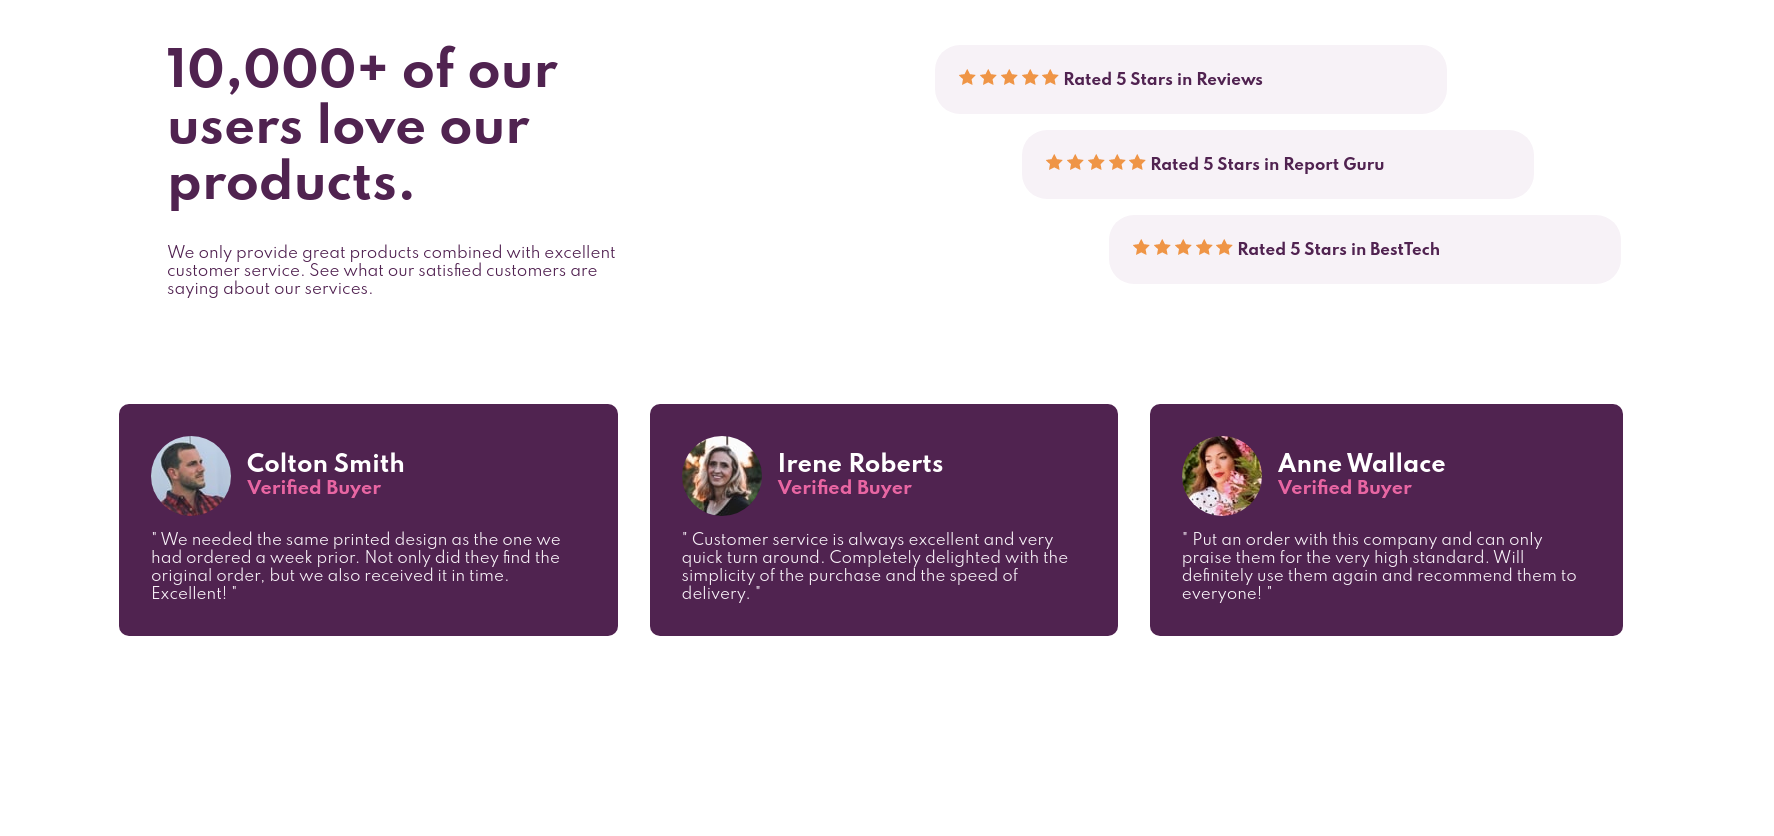 10,000+ of our
users love our
products.
We only provide great products combined with excellent
customer service. See what our satisfied customers are
saying about our services.
Rated 5 Stars in Reviews
Rated 5 Stars in Report Guru
Rated 5 Stars in BestTech
Colton Smith
Verified Buyer
" We needed the same printed design as the one we
had ordered a week prior. Not only did they find the
original order, but we also received it in time.
Excellent! "
Irene Roberts
Verified Buyer
" Customer service is always excellent and very
quick turn around. Completely delighted with the
simplicity of the purchase and the speed of
delivery. "
Anne Wallace
Verified Buyer
" Put an order with this company and can only
praise them for the very high standard. Will
definitely use them again and recommend them to
everyone! "